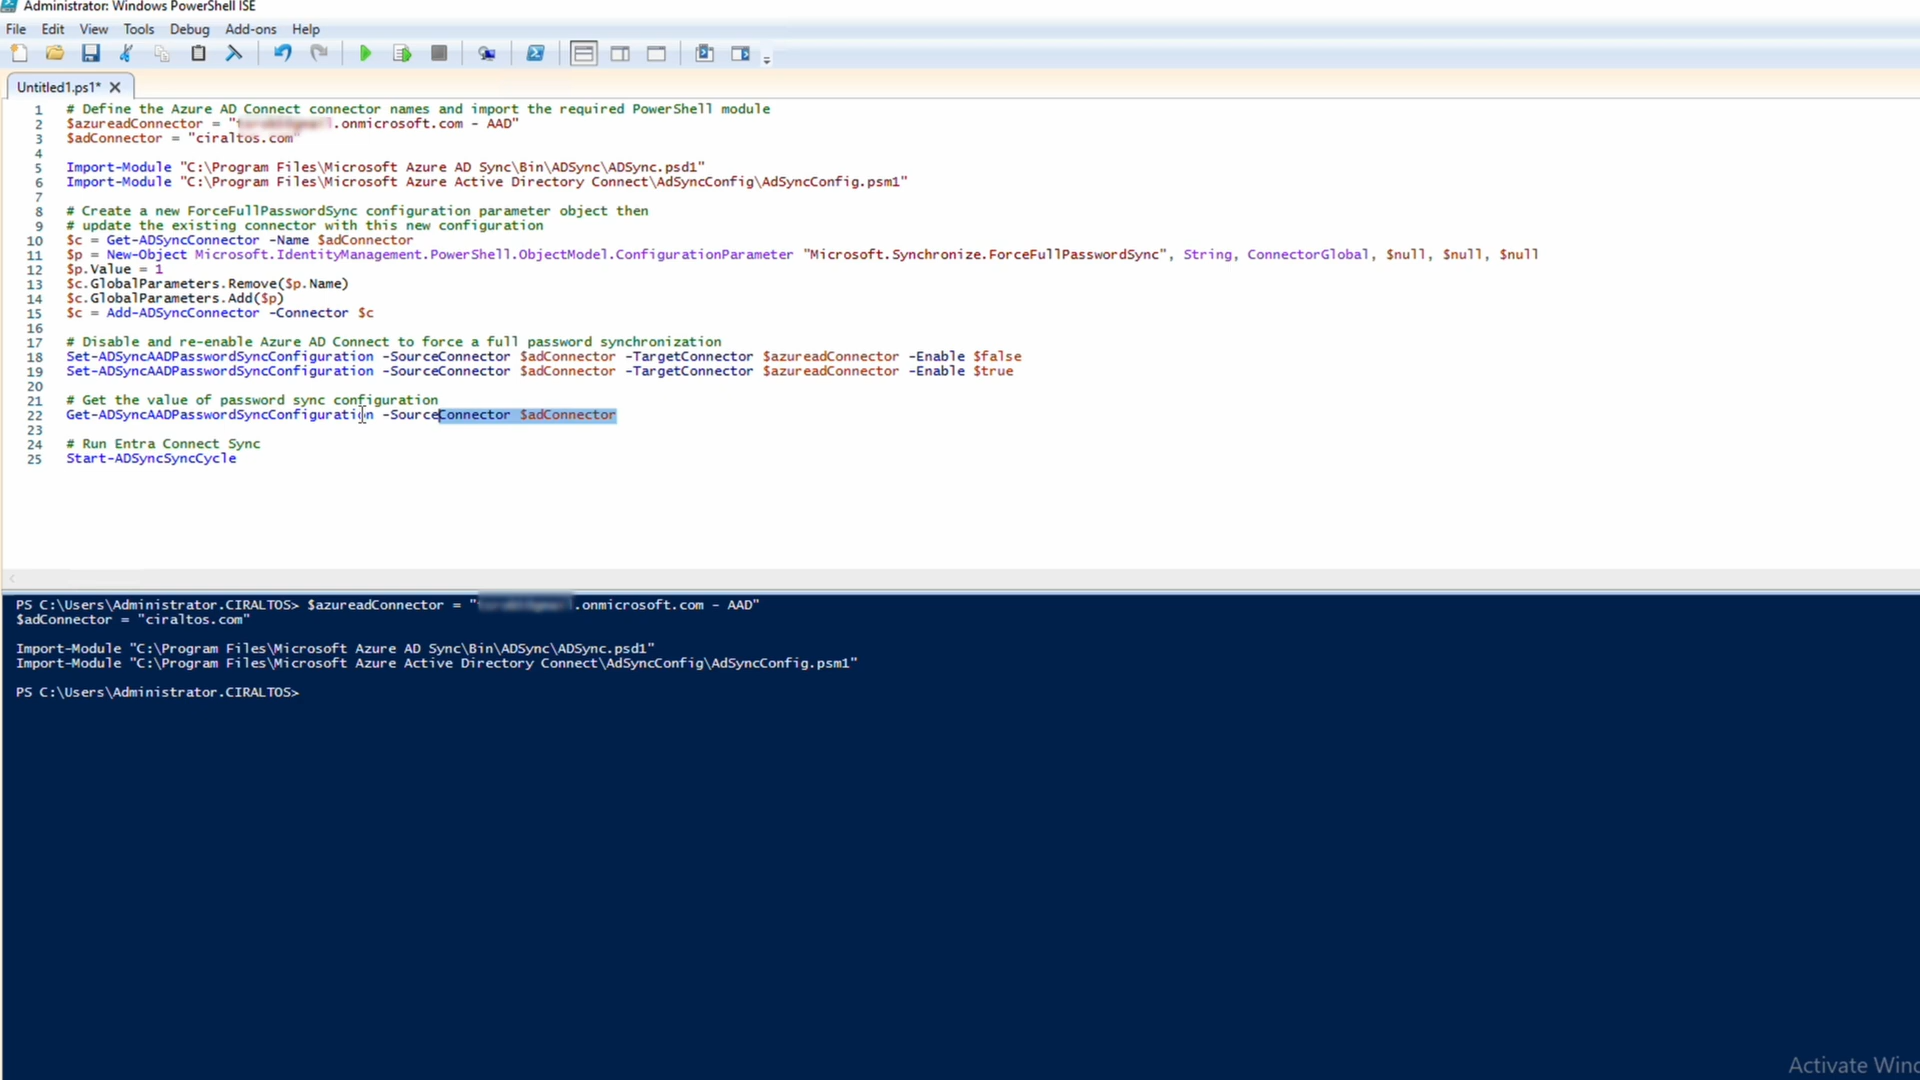 Administrator: Windows PowerShell ISE
File Edit View Tools Debug Add-ons Help
Untitled1.ps1*
1 # Define the Azure AD Connect connector names and import the required PowerShell module
2 $azureadConnector = ".onmicrosoft.com - AAD"
3 $adConnector = "ciraltos.com"
4
5 Import-Module "C:\Program Files\Microsoft Azure AD Sync\Bin\ADSync\ADSync.psd1"
6 Import-Module "C:\Program Files\Microsoft Azure Active Directory Connect\AdSyncConfig\AdSyncConfig.psm1"
7
8 # Create a new ForceFullPasswordSync configuration parameter object then
9 # update the existing connector with this new configuration
10 $c = Get-ADSyncConnector -Name $adConnector
11 $p = New-Object Microsoft.IdentityManagement.PowerShell.ObjectModel.ConfigurationParameter "Microsoft.Synchronize.ForceFullPasswordSync", String, ConnectorGlobal, $null, $null, $null
12 $p.Value = 1
13 $c.GlobalParameters.Remove($p.Name)
14 $c.GlobalParameters.Add($p)
15 $c = Add-ADSyncConnector -Connector $c
16
17 # Disable and re-enable Azure AD Connect to force a full password synchronization
18 Set-ADSyncAADPasswordSyncConfiguration -SourceConnector $adConnector -TargetConnector $azureadConnector -Enable $false
19 Set-ADSyncAADPasswordSyncConfiguration -SourceConnector $adConnector -TargetConnector $azureadConnector -Enable $true
20
21 # Get the value of password sync configuration
22 Get-ADSyncAADPasswordSyncConfiguration -SourceConnector $adConnector
23
24 # Run Entra Connect Sync
25 Start-ADSyncSyncCycle
PS C:\Users\Administrator.CIRALTOS> $azureadConnector = ".onmicrosoft.com - AAD"
$adConnector = "ciraltos.com"
Import-Module "C:\Program Files\Microsoft Azure AD Sync\Bin\ADSync\ADSync.psd1"
Import-Module "C:\Program Files\Microsoft Azure Active Directory Connect\AdSyncConfig\AdSyncConfig.psm1"
PS C:\Users\Administrator.CIRALTOS>
Activate Winc